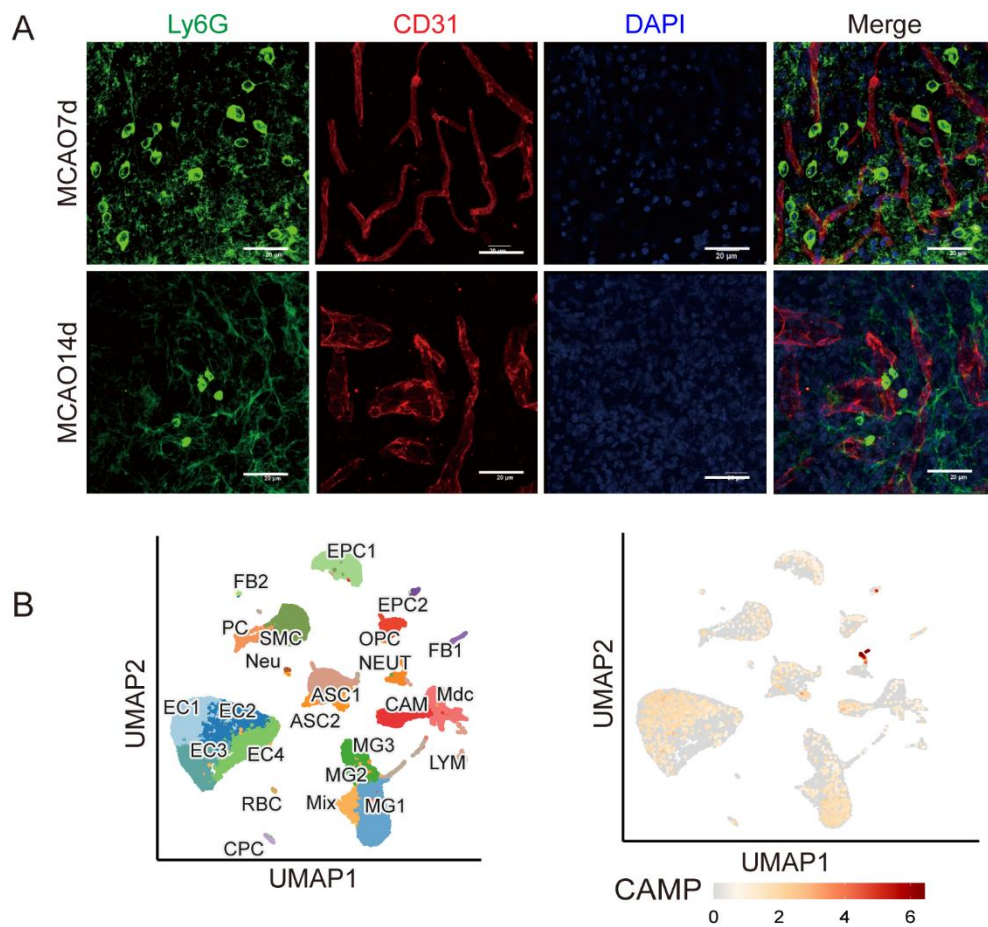 A
Ly6G
CD31
DAPI
Merge
MCAO7d
20 µm
20 µm
20 µm
20 µm
MCAO14d
20 µm
20 µm
20 µm
B
EPC1
FB2
EPC2
PC
SMC
OPC
FB1
Neu
NEUT
ASC1
CAM
Mdc
EC1
EC2
ASC2
EC3
EC4
MG3
LYM
MG2
RBC
Mix
MG1
CPC
UMAP2
UMAP1
UMAP2
UMAP1
CAMP
0 2 4 6